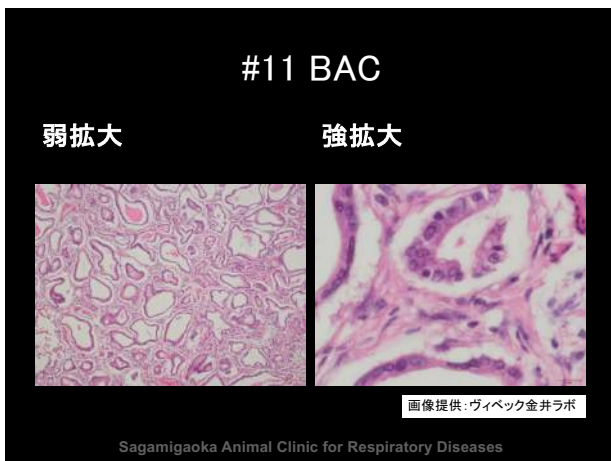 #11 BAC
弱拡大
強拡大
画像提供:ヴィベック金井ラボ
Sagamigaoka Animal Clinic for Respiratory Diseases